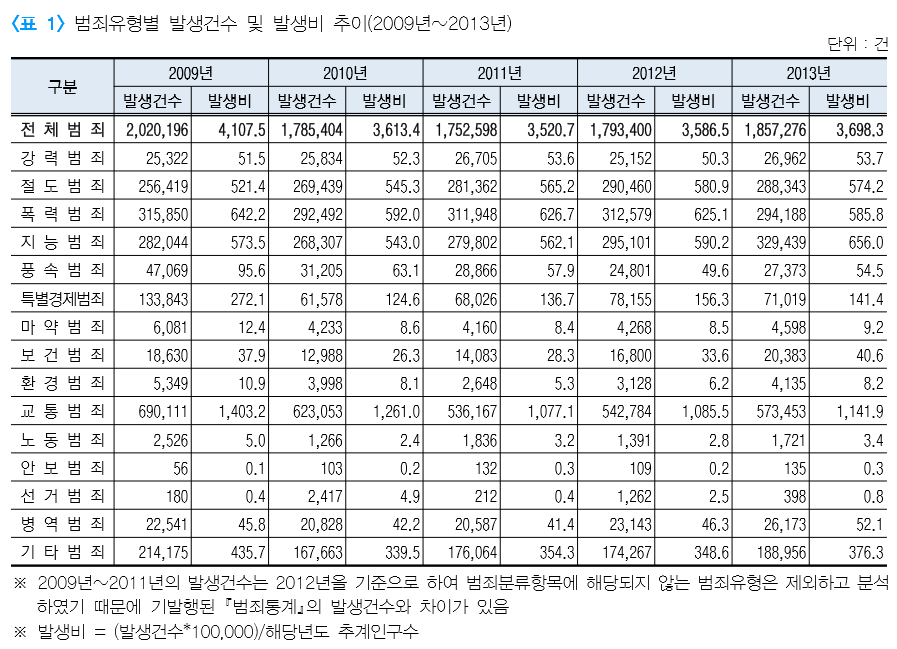 〈표 1〉 범죄유형별 발생건수 및 발생비 추이(2009년~2013년)
단위 : 건
구분 2009년 2010년 2011년 2012년 2013년
발생건수 발생비 발생건수 발생비 발생건수 발생비 발생건수 발생비 발생건수 발생비
전 체 범 죄 2,020,196 4,107.5 1,785,404 3,613.4 1,752,598 3,520.7 1,793,400 3,586.5 1,857,276 3,698.3
강 력 범 죄 25,322 51.5 25,834 52.3 26,705 53.6 25,152 50.3 26,962 53.7
절 도 범 죄 256,419 521.4 269,439 545.3 281,362 565.2 290,460 580.9 288,343 574.2
폭 력 범 죄 315,850 642.2 292,492 592.0 311,948 626.7 312,579 625.1 294,188 585.8
지 능 범 죄 282,044 573.5 268,307 543.0 279,802 562.1 295,101 590.2 329,439 656.0
풍 속 범 죄 47,069 95.6 31,205 63.1 28,866 57.9 24,801 49.6 27,373 54.5
특별경제범죄 133,843 272.1 61,578 124.6 68,026 136.7 78,155 156.3 71,019 141.4
마 약 범 죄 6,081 12.4 4,233 8.6 4,160 8.4 4,268 8.5 4,598 9.2
보 건 범 죄 18,630 37.9 12,988 26.3 14,083 28.3 16,800 33.6 20,383 40.6
환 경 범 죄 5,349 10.9 3,998 8.1 2,648 5.3 3,128 6.2 4,135 8.2
교 통 범 죄 690,111 1,403.2 623,053 1,261.0 536,167 1,077.1 542,784 1,085.5 573,453 1,141.9
노 동 범 죄 2,526 5.0 1,266 2.4 1,836 3.2 1,391 2.8 1,721 3.4
안 보 범 죄 56 0.1 103 0.2 132 0.3 109 0.2 135 0.3
선 거 범 죄 180 0.4 2,417 4.9 212 0.4 1,262 2.5 398 0.8
병 역 범 죄 22,541 45.8 20,828 42.2 20,587 41.4 23,143 46.3 26,173 52.1
기 타 범 죄 214,175 435.7 167,663 339.5 176,064 354.3 174,267 348.6 188,956 376.3
※ 2009년~2011년의 발생건수는 2012년을 기준으로 하여 범죄분류항목에 해당되지 않는 범죄유형은 제외하고 분석
하였기 때문에 기발행된 『범죄통계』의 발생건수와 차이가 있음
※ 발생비 = (발생건수*100,000)/해당년도 추계인구수